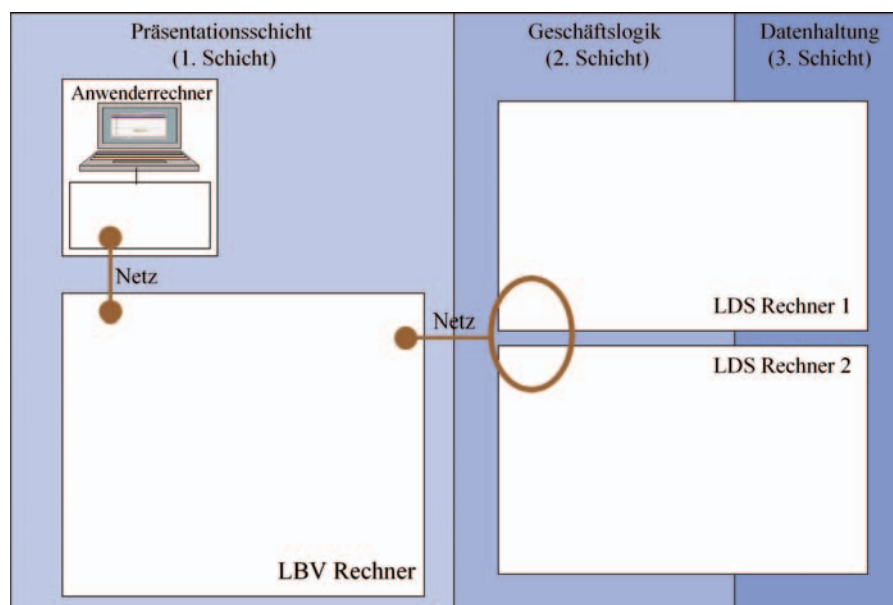 Präsentationsschicht
(1. Schicht)
Geschäftslogik
(2. Schicht)
Datenhaltung
(3. Schicht)
Anwenderrechner
Netz
Netz
LDS Rechner 1
LDS Rechner 2
LBV Rechner